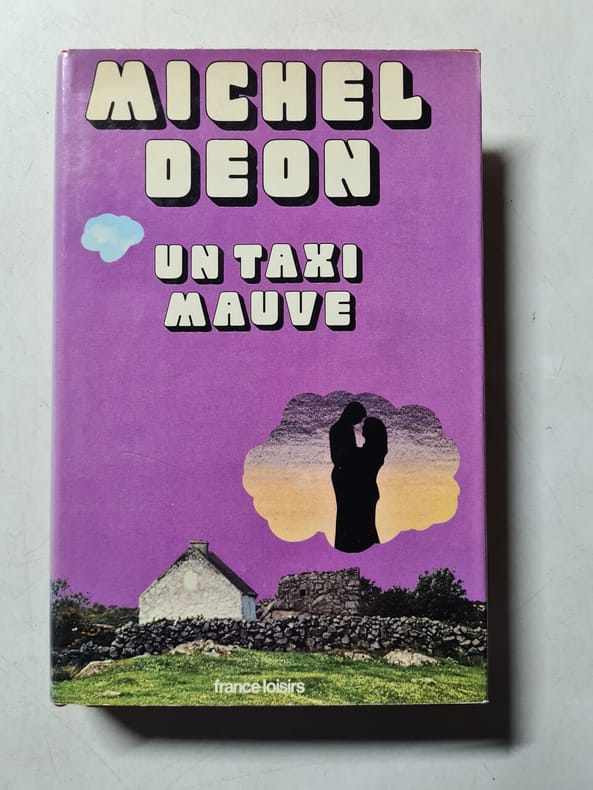 MICHEL
DEON
UN TAXI
MAUVE
france loisirs